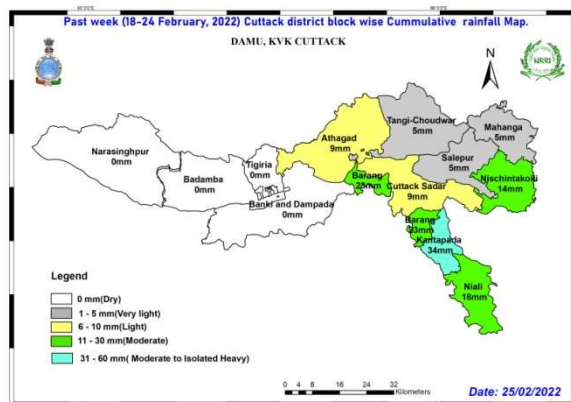 Past week (18-24 February, 2022) Cuttack district block wise Cummulative rainfall Map.
DAMU, KVK CUTTACK
N
NRRI
Tangi-Choudwar
5mm
Mahanga
5mm
Athagad
9mm
Narasinghpur
0mm
Badamba
0mm
Tigiria
0mm
Salepur
5mm
Nischintakoili
14mm
Barang
23mm
Cuttack Sadar
9mm
Banki and Dampada
0mm
Barang
23mm
Kantapada
34mm
Niali
18mm
Legend
0 mm(Dry)
1 - 5 mm(Very light)
6 - 10 mm(Light)
11 - 30 mm(Moderate)
31 - 60 mm( Moderate to Isolated Heavy)
0 4 8 16 24 32
Kilometers
Date: 25/02/2022